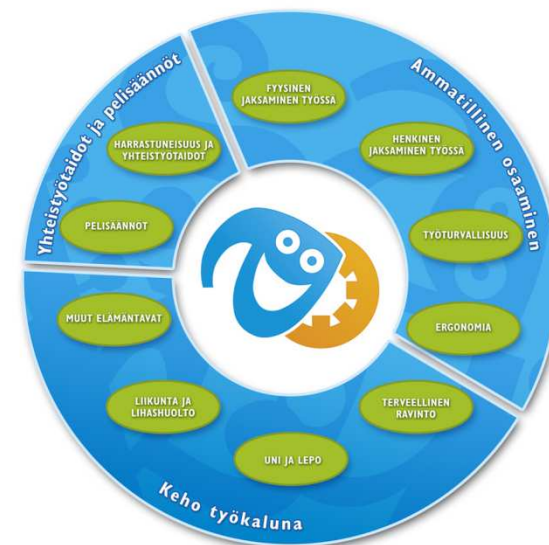 Yhteistyötaidot ja pelisäännöt
HARRASTUNEISUUS JA
YHTEISTYÖTAIDOT
PELISÄÄNNÖT
Ammatillinen osaaminen
FYYSINEN
JAKSAMINEN TYÖSSÄ
HENKINEN
JAKSAMINEN TYÖSSÄ
TYÖTURVALLISUUS
ERGONOMIA
TERVEELLINEN
RAVINTO
UNI JA LEPO
LIIKUNTA JA
LIHASHUOLTO
MUUT ELÄMÄNTAVAT
Keho työkaluna